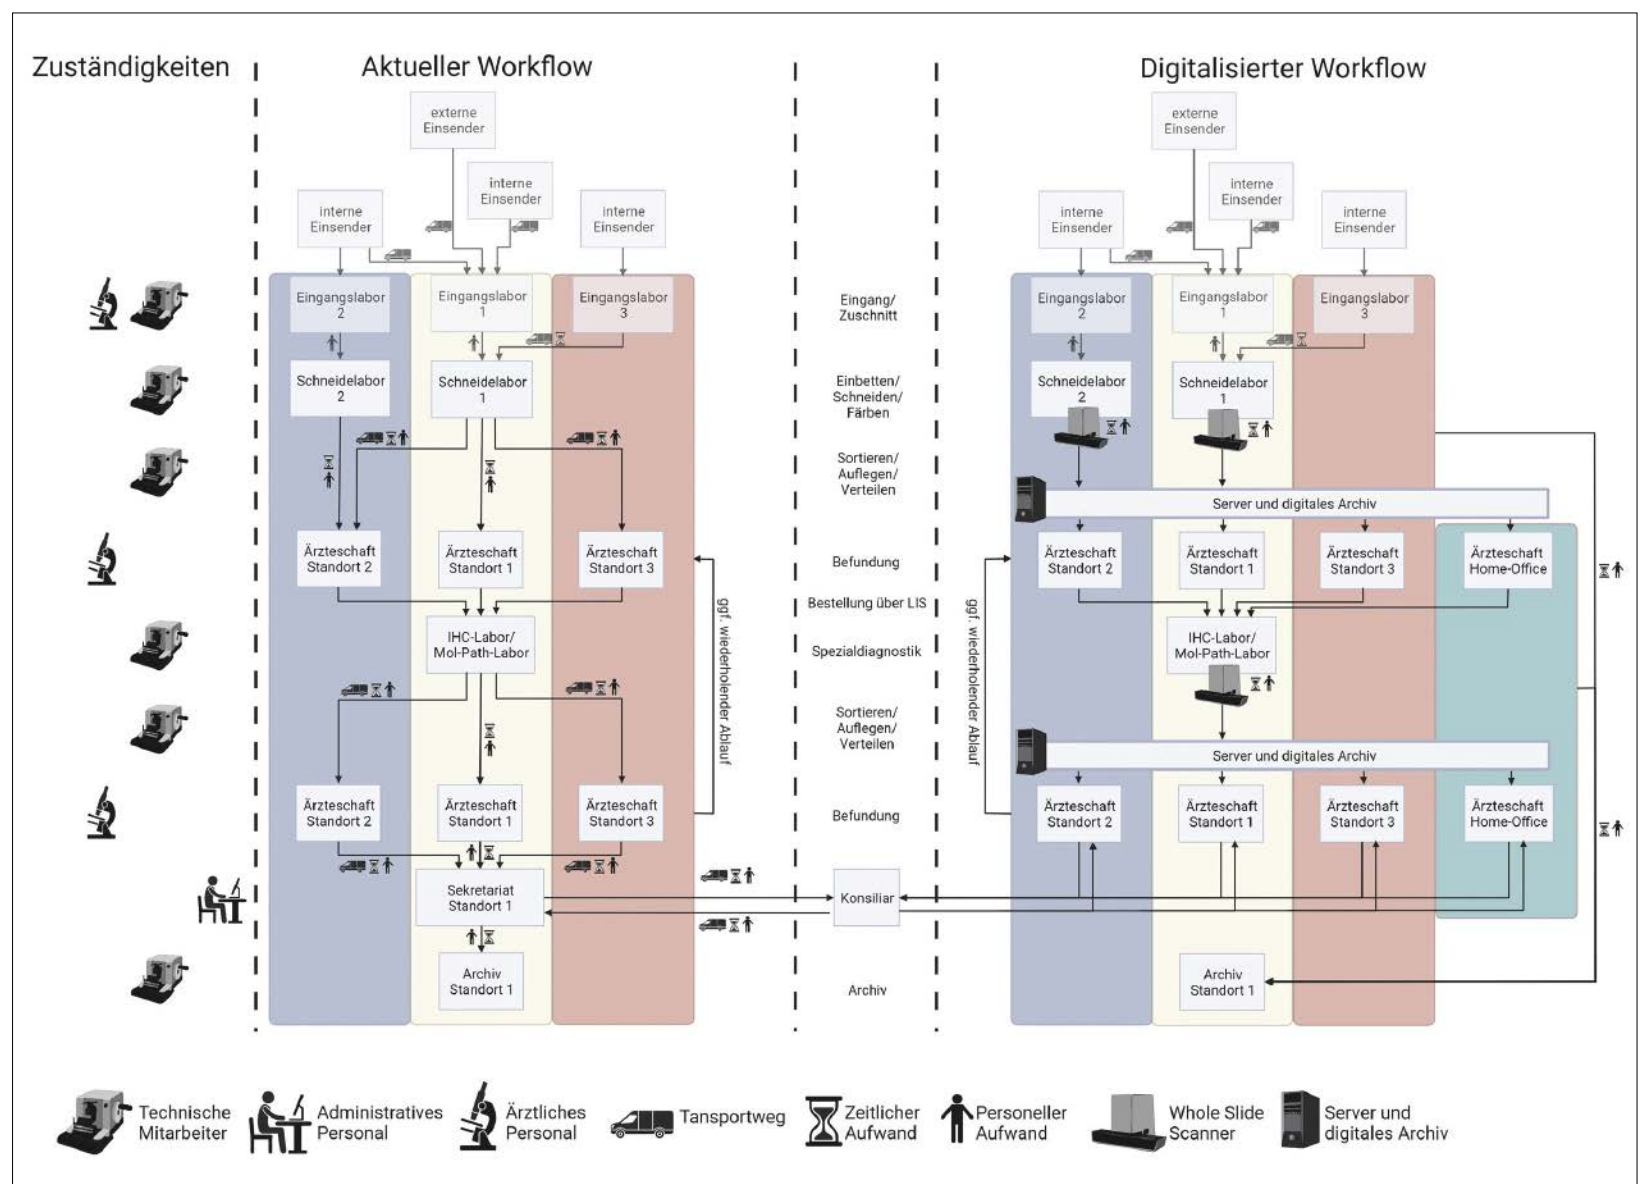 Zuständigkeiten
Aktueller Workflow
Digitalisierter Workflow
externe
Einsender
interne
Einsender
interne
Einsender
interne
Einsender
Eingangslabor
2
Eingangslabor
1
Eingangslabor
3
Schneidelabor
2
Schneidelabor
1
Ärzteschaft
Standort 2
Ärzteschaft
Standort 1
Ärzteschaft
Standort 3
IHC-Labor/
Mol-Path-Labor
ggf. wiederholender Ablauf
Ärzteschaft
Standort 2
Ärzteschaft
Standort 1
Ärzteschaft
Standort 3
Sekretariat
Standort 1
Archiv
Standort 1
Eingang/
Zuschnitt
Einbetten/
Schneiden/
Färben
Sortieren/
Auflegen/
Verteilen
Befundung
Bestellung über LIS
Spezialdiagnostik
Sortieren/
Auflegen/
Verteilen
Befundung
Konsiliar
Archiv
externe
Einsender
interne
Einsender
interne
Einsender
interne
Einsender
Eingangslabor
2
Eingangslabor
1
Eingangslabor
3
Schneidelabor
2
Schneidelabor
1
Server und digitales Archiv
Ärzteschaft
Standort 2
Ärzteschaft
Standort 1
Ärzteschaft
Standort 3
Ärzteschaft
Home-Office
IHC-Labor/
Mol-Path-Labor
ggf. wiederholender Ablauf
Server und digitales Archiv
Ärzteschaft
Standort 2
Ärzteschaft
Standort 1
Ärzteschaft
Standort 3
Ärzteschaft
Home-Office
Archiv
Standort 1
Technische
Mitarbeiter
Administratives
Personal
Ärztliches
Personal
Tansportweg
Zeitlicher
Aufwand
Personeller
Aufwand
Whole Slide
Scanner
Server und
digitales Archiv